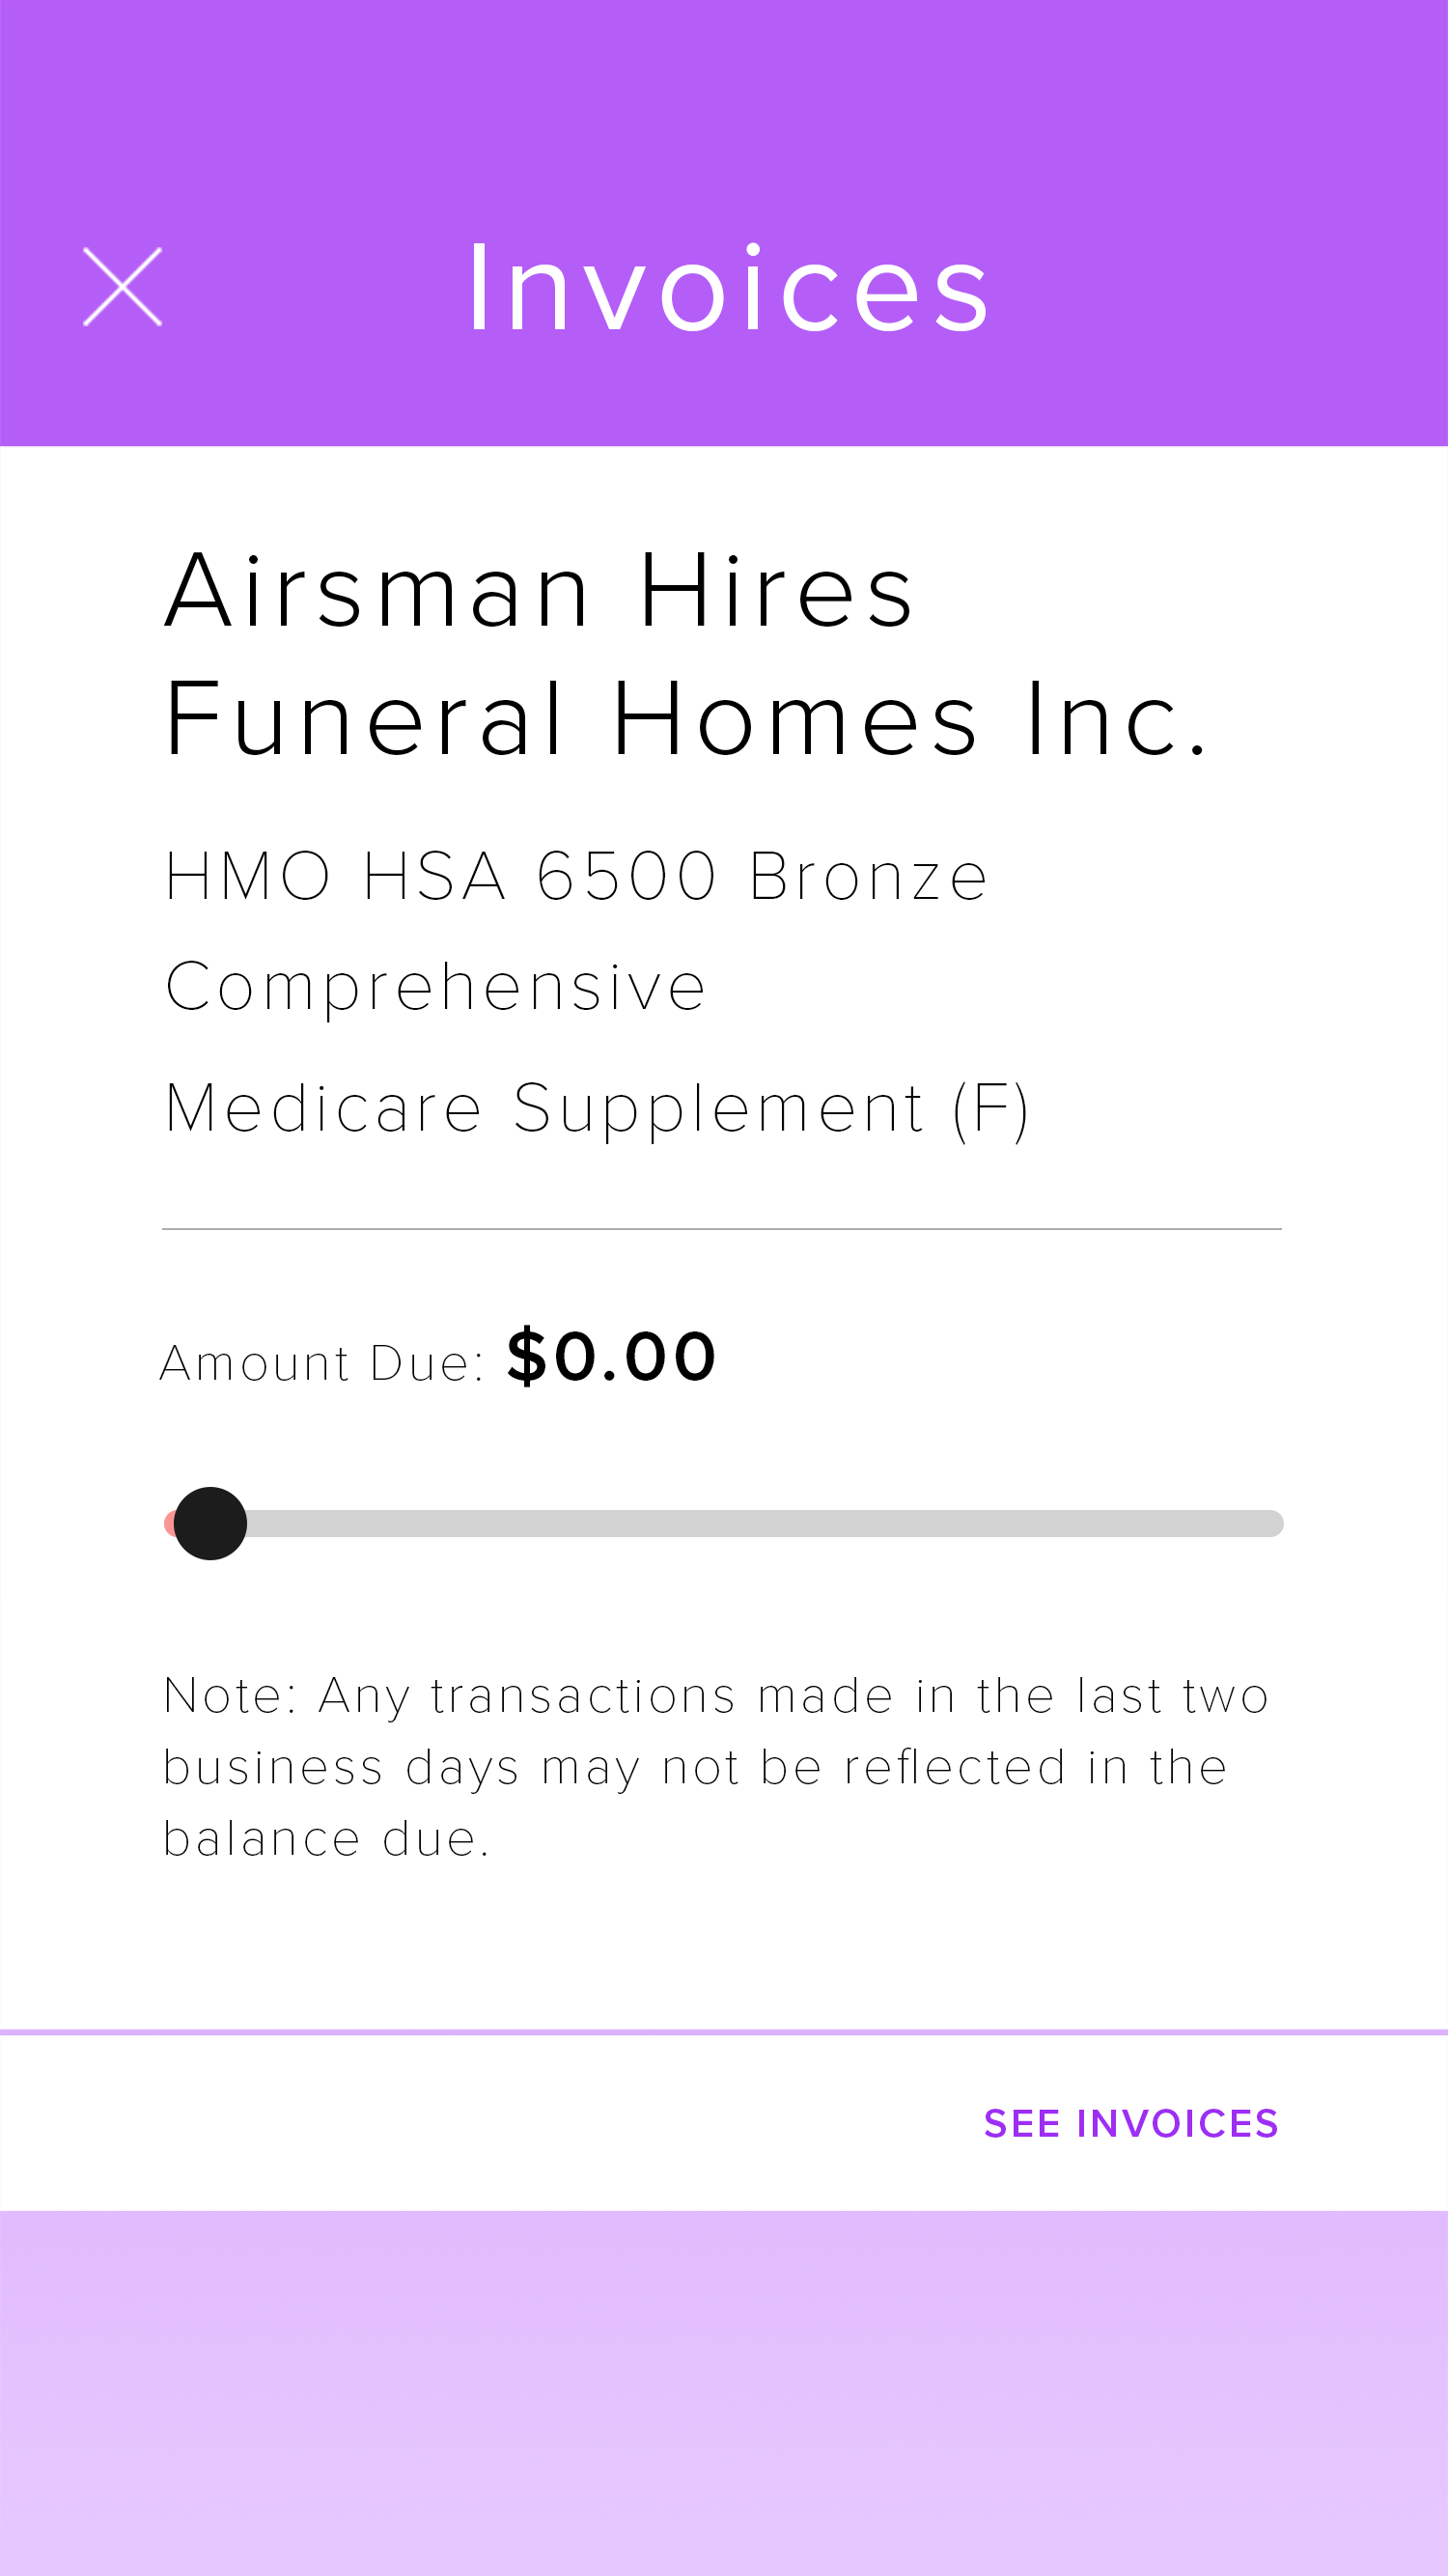 Invoices
Airsman Hires
Funeral Homes Inc.
HMO HSA 6500 Bronze
Comprehensive
Medicare Supplement (F)
Amount Due: $0.00
Note: Any transactions made in the last two
business days may not be reflected in the
balance due.
SEE INVOICES